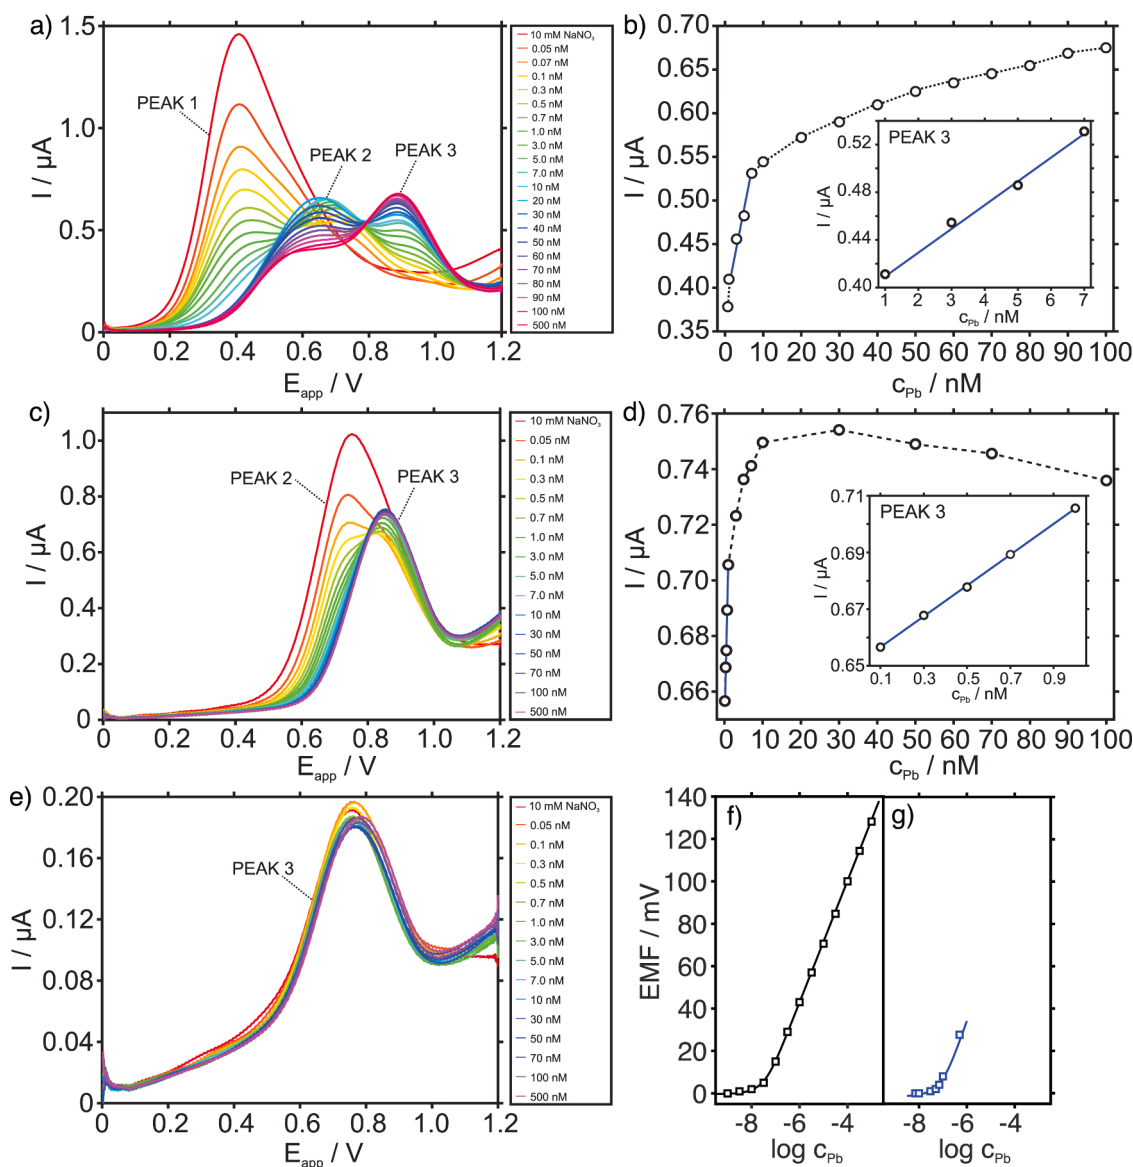 a)
I / µA
1.5
1.0
0.5
0
0
0.2
0.4
0.6
0.8
1.0
1.2
E_app / V
PEAK 1
PEAK 2
PEAK 3
10 mM NaNO₃
0.05 nM
0.07 nM
0.1 nM
0.3 nM
0.5 nM
0.7 nM
1.0 nM
3.0 nM
5.0 nM
7.0 nM
10 nM
20 nM
30 nM
40 nM
50 nM
60 nM
70 nM
80 nM
90 nM
100 nM
500 nM
b)
I / µA
0.70
0.65
0.60
0.55
0.50
0.45
0.40
0.35
0 10 20 30 40 50 60 70 80 90 100
c_Pb / nM
PEAK 3
I / µA
0.52
0.48
0.44
0.40
1 3 5 7
c_Pb / nM
c)
I / µA
1.0
0.8
0.6
0.4
0.2
0
0 0.2 0.4 0.6 0.8 1.0 1.2
E_app / V
PEAK 2
PEAK 3
10 mM NaNO₃
0.05 nM
0.1 nM
0.3 nM
0.5 nM
0.7 nM
1.0 nM
3.0 nM
5.0 nM
7.0 nM
10 nM
30 nM
50 nM
70 nM
100 nM
500 nM
d)
I / µA
0.76
0.74
0.72
0.70
0.68
0.66
0 10 20 30 40 50 60 70 80 90 100
c_Pb / nM
PEAK 3
I / µA
0.71
0.69
0.67
0.65
0.1 0.3 0.5 0.7 0.9
c_Pb / nM
e)
I / µA
0.20
0.16
0.12
0.08
0.04
0
0 0.2 0.4 0.6 0.8 1.0 1.2
E_app / V
PEAK 3
10 mM NaNO₃
0.05 nM
0.1 nM
0.3 nM
0.5 nM
0.7 nM
1.0 nM
3.0 nM
5.0 nM
7.0 nM
10 nM
30 nM
50 nM
70 nM
100 nM
500 nM
f)
EMF / mV
140
120
100
80
60
40
20
0
-8 -6 -4
log c_Pb
g)
-8 -6 -4
log c_Pb